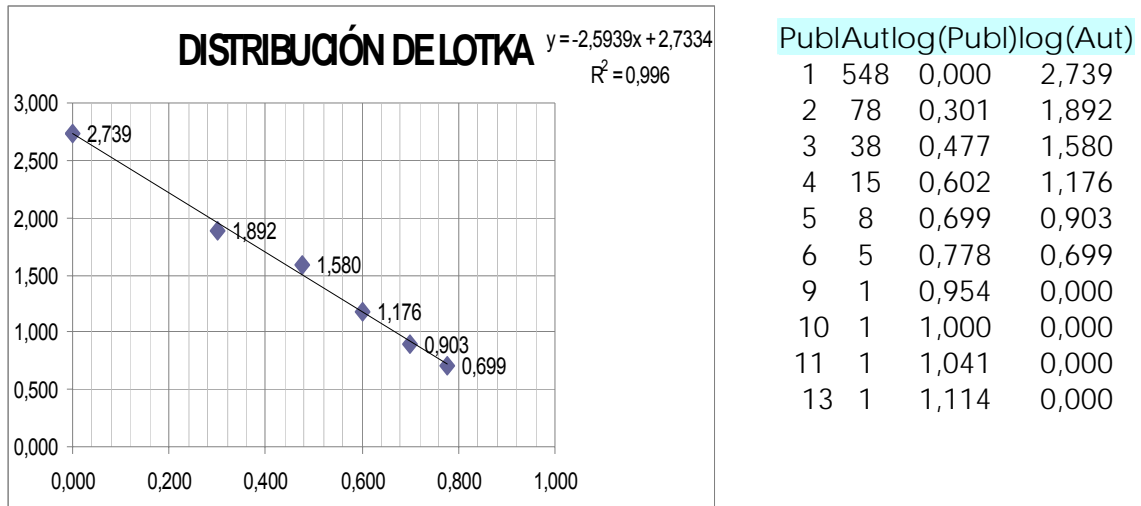 DISTRIBUCIÓN DE LOTKA
y = -2,5939x + 2,7334
R² = 0,996
3,000
2,500
2,000
1,500
1,000
0,500
0,000
2,739
1,892
1,580
1,176
0,903
0,699
0,000 0,200 0,400 0,600 0,800 1,000
Publ Aut log(Publ) log(Aut)
1 548 0,000 2,739
2 78 0,301 1,892
3 38 0,477 1,580
4 15 0,602 1,176
5 8 0,699 0,903
6 5 0,778 0,699
9 1 0,954 0,000
10 1 1,000 0,000
11 1 1,041 0,000
13 1 1,114 0,000